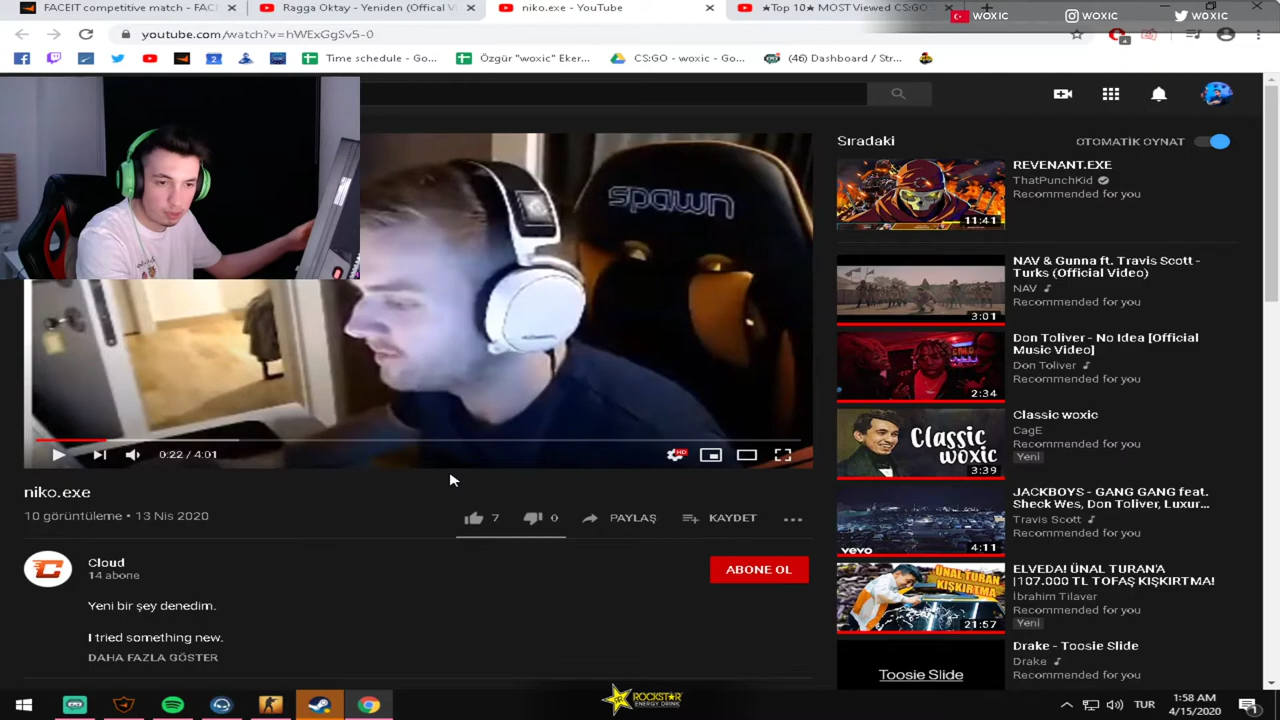 FACEIT competitive match - FACE
Ragga Oktay - Yeniden (Offical V
niko.exe - YouTube
★Top 10★ MOST Viewed CS:GO
WOXIC
WOXIC
WOXIC
youtube.com/watch?v=hWExGgSv5-0
Time schedule - Go...
Özgür "woxic" Eker...
CS:GO - woxic - Go...
(46) Dashboard / Str...
spawn
Sıradaki
OTOMATİK OYNAT
REVENANT.EXE
ThatPunchKid
Recommended for you
11:41
NAV & Gunna ft. Travis Scott -
Turks (Official Video)
NAV
Recommended for you
3:01
Don Toliver - No Idea [Official
Music Video]
Don Toliver
Recommended for you
2:34
Classic woxic
CagE
Recommended for you
Yeni
Classic
woxic
3:39
JACKBOYS - GANG GANG feat.
Sheck Wes, Don Toliver, Luxur...
Travis Scott
Recommended for you
vevo
4:11
ELVEDA! ÜNAL TURAN'A
|107.000 TL TOFAŞ KIŞKIRTMA!
İbrahim Tilaver
Recommended for you
Yeni
ÜNAL TURAN
KIŞKIRTMA
21:57
Drake - Toosie Slide
Drake
Recommended for you
Toosie Slide
0:22 / 4:01
HD
niko.exe
10 görüntüleme • 13 Nis 2020
7
0
PAYLAŞ
KAYDET
Cloud
14 abone
ABONE OL
Yeni bir şey denedim.
I tried something new.
DAHA FAZLA GÖSTER
ROCKSTAR
ENERGY DRINK
TUR
1:58 AM
4/15/2020
1